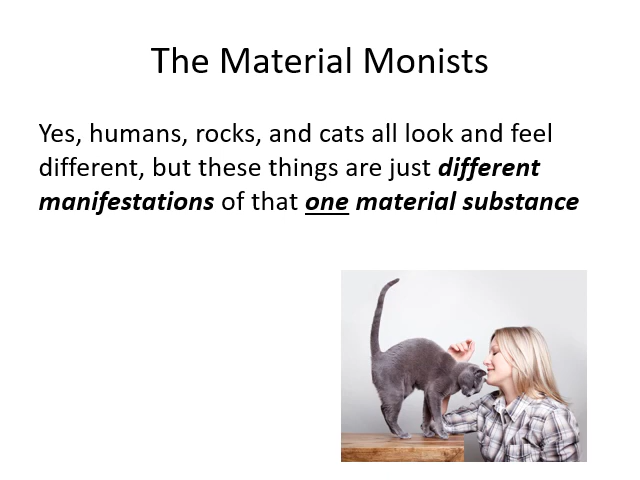 The Material Monists
Yes, humans, rocks, and cats all look and feel
different, but these things are just different
manifestations of that one material substance